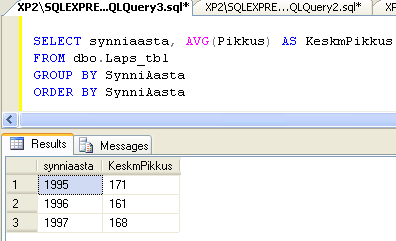 XP2\SQLEXPRE...QLQuery3.sql* XP2\SQLEXPRE...QLQuery2.sql* XP
SELECT synniaasta, AVG(Pikkus) AS KeskmPikkus
FROM dbo.Laps_tbl
GROUP BY SynniAasta
ORDER BY SynniAasta
Results Messages
synniaasta KeskmPikkus
1 1995 171
2 1996 161
3 1997 168